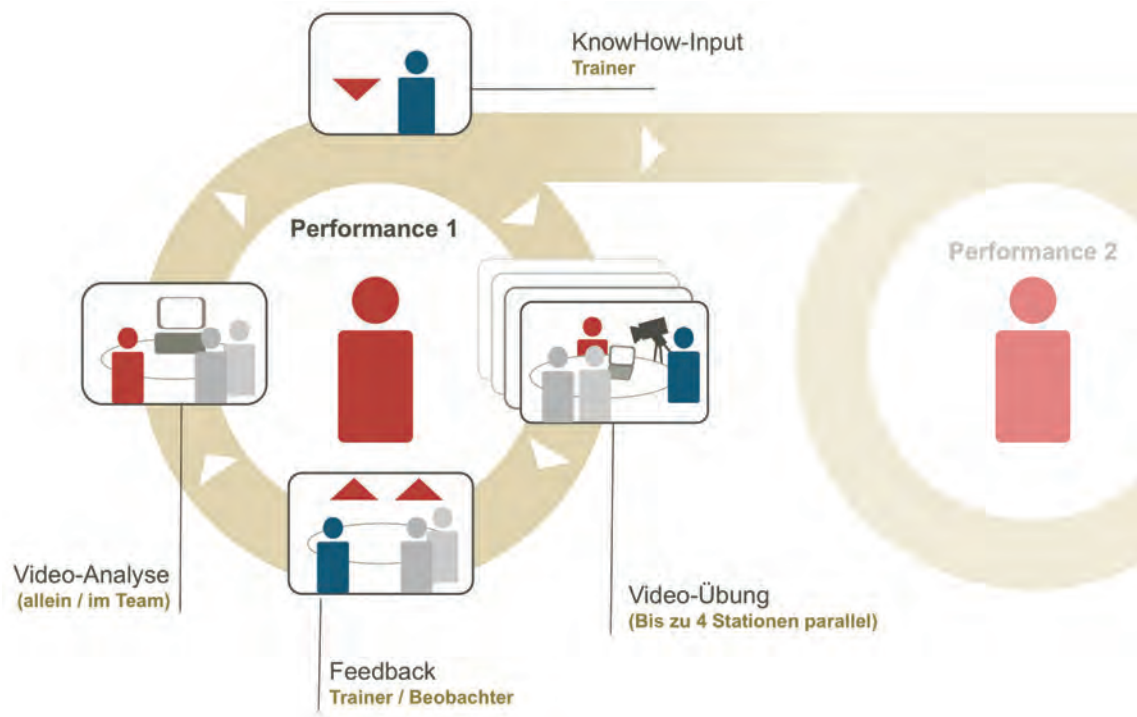 KnowHow-Input
Trainer
Performance 1
Performance 2
Video-Analyse
(allein / im Team)
Video-Übung
(Bis zu 4 Stationen parallel)
Feedback
Trainer / Beobachter